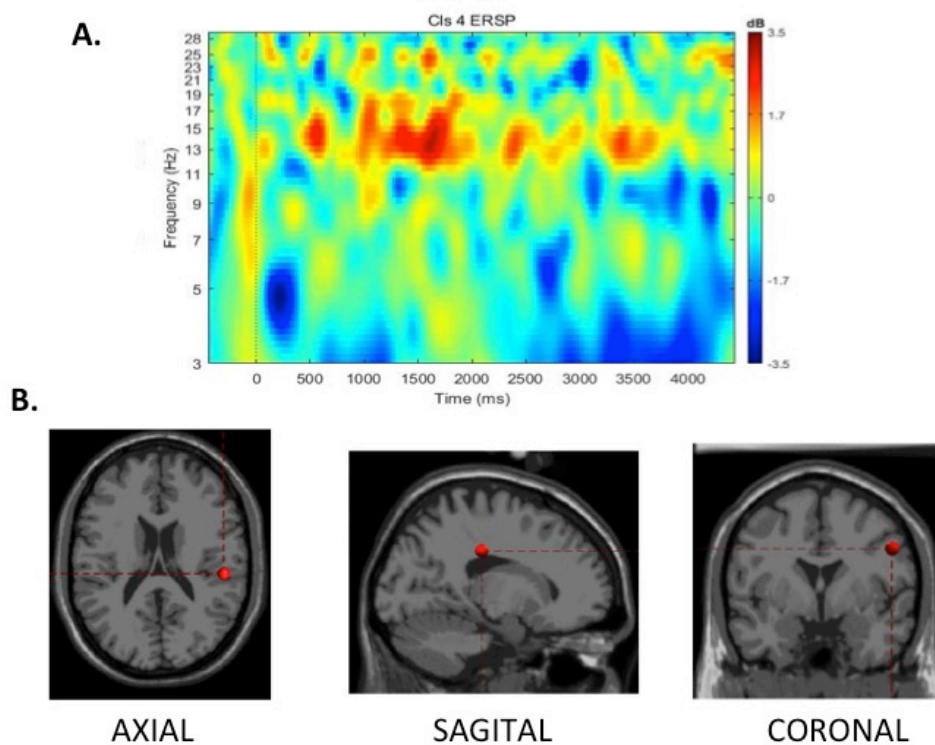 Cls 4 ERSP
A.
dB
28
25
23
21
19
17
15
13
11
9
7
5
3
Frequency (Hz)
3.5
1.7
0
-1.7
-3.5
0 500 1000 1500 2000 2500 3000 3500 4000
Time (ms)
B.
AXIAL SAGITAL CORONAL